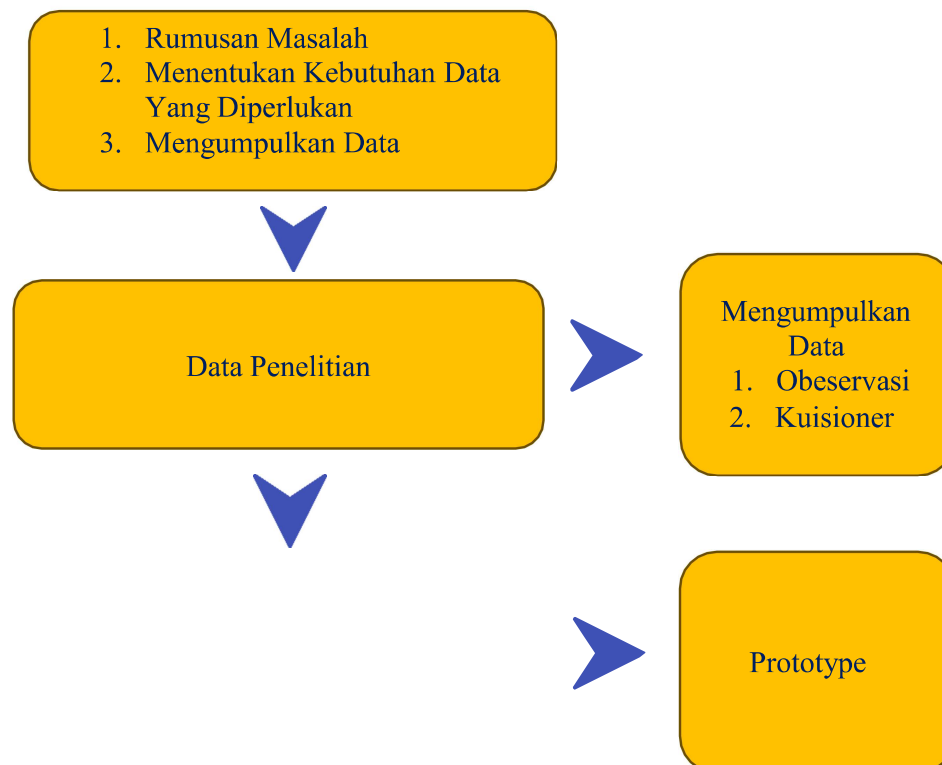 1. Rumusan Masalah
2. Menentukan Kebutuhan Data
Yang Diperlukan
3. Mengumpulkan Data
Data Penelitian
Mengumpulkan
Data
1. Obeservasi
2. Kuisioner
Prototype